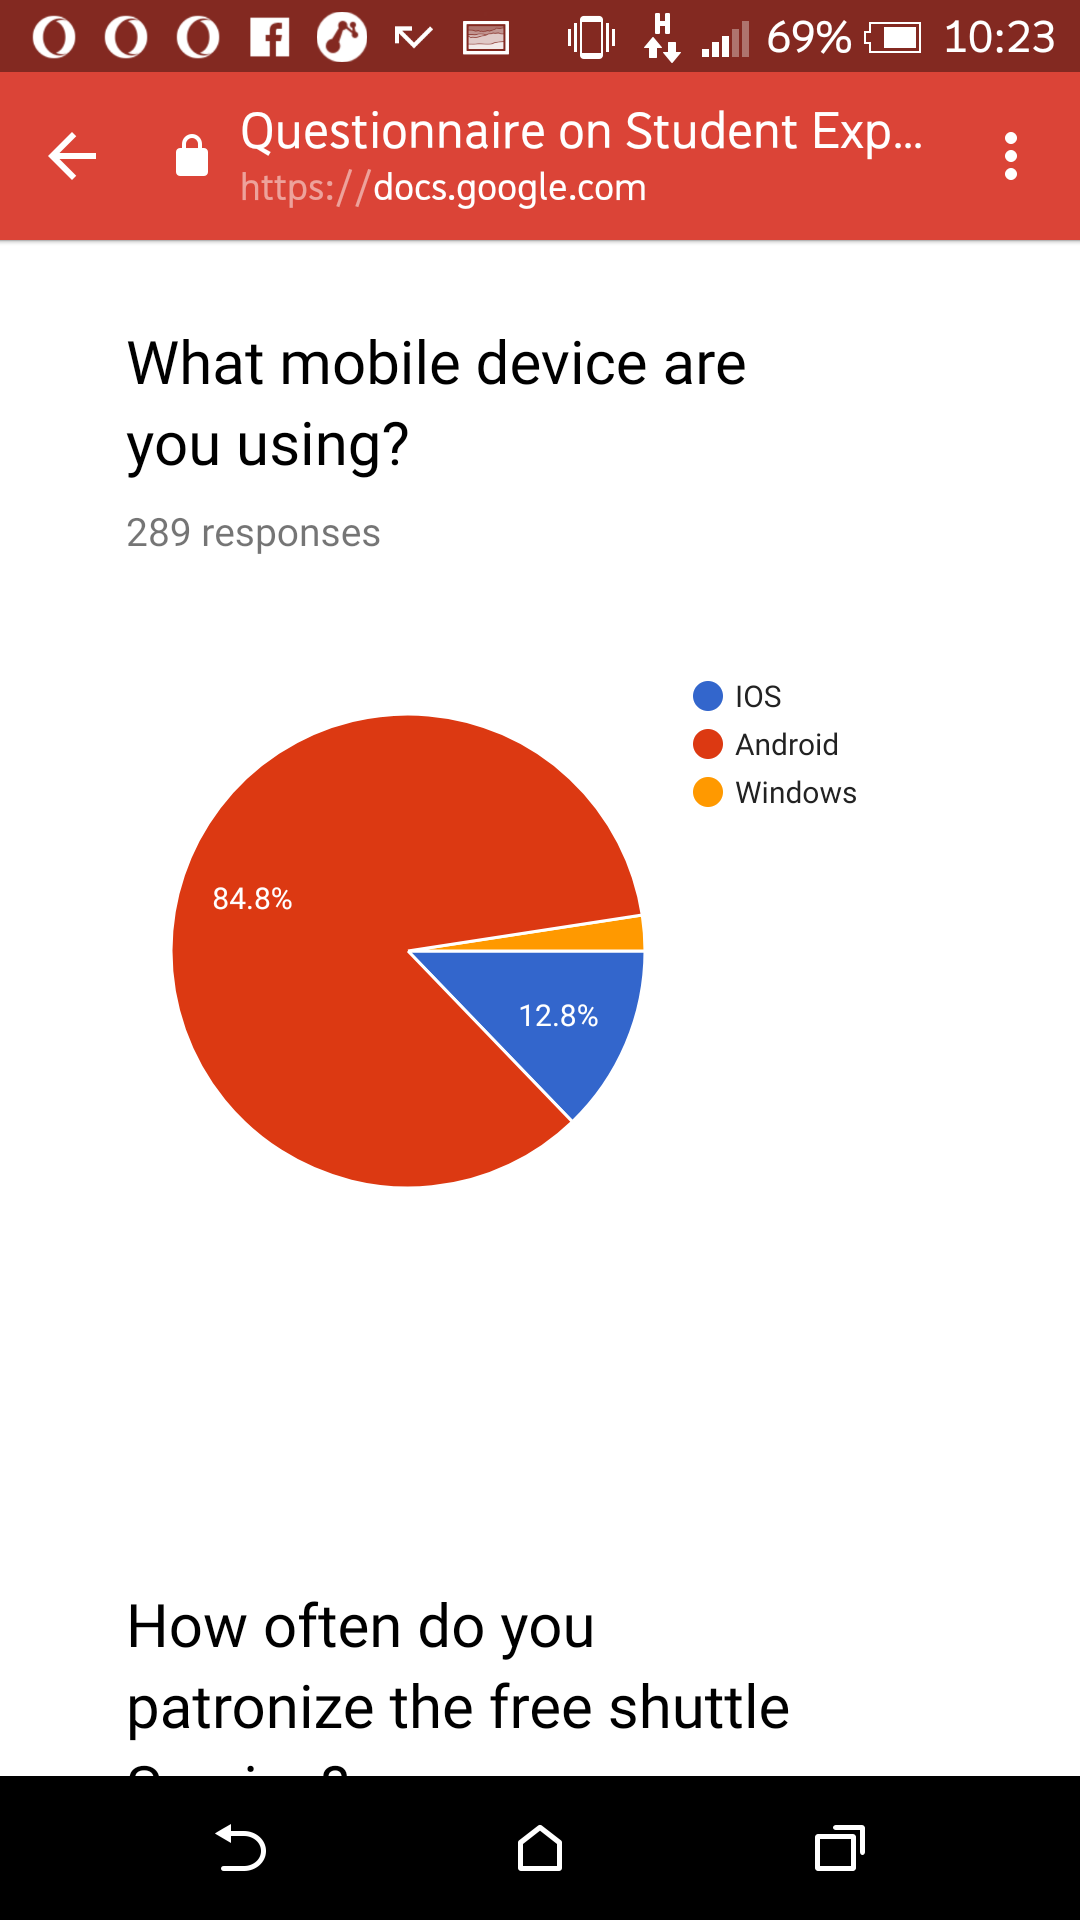 H
69%
10:23
Questionnaire on Student Exp...
https://docs.google.com
What mobile device are
you using?
289 responses
IOS
Android
Windows
84.8%
12.8%
How often do you
patronize the free shuttle